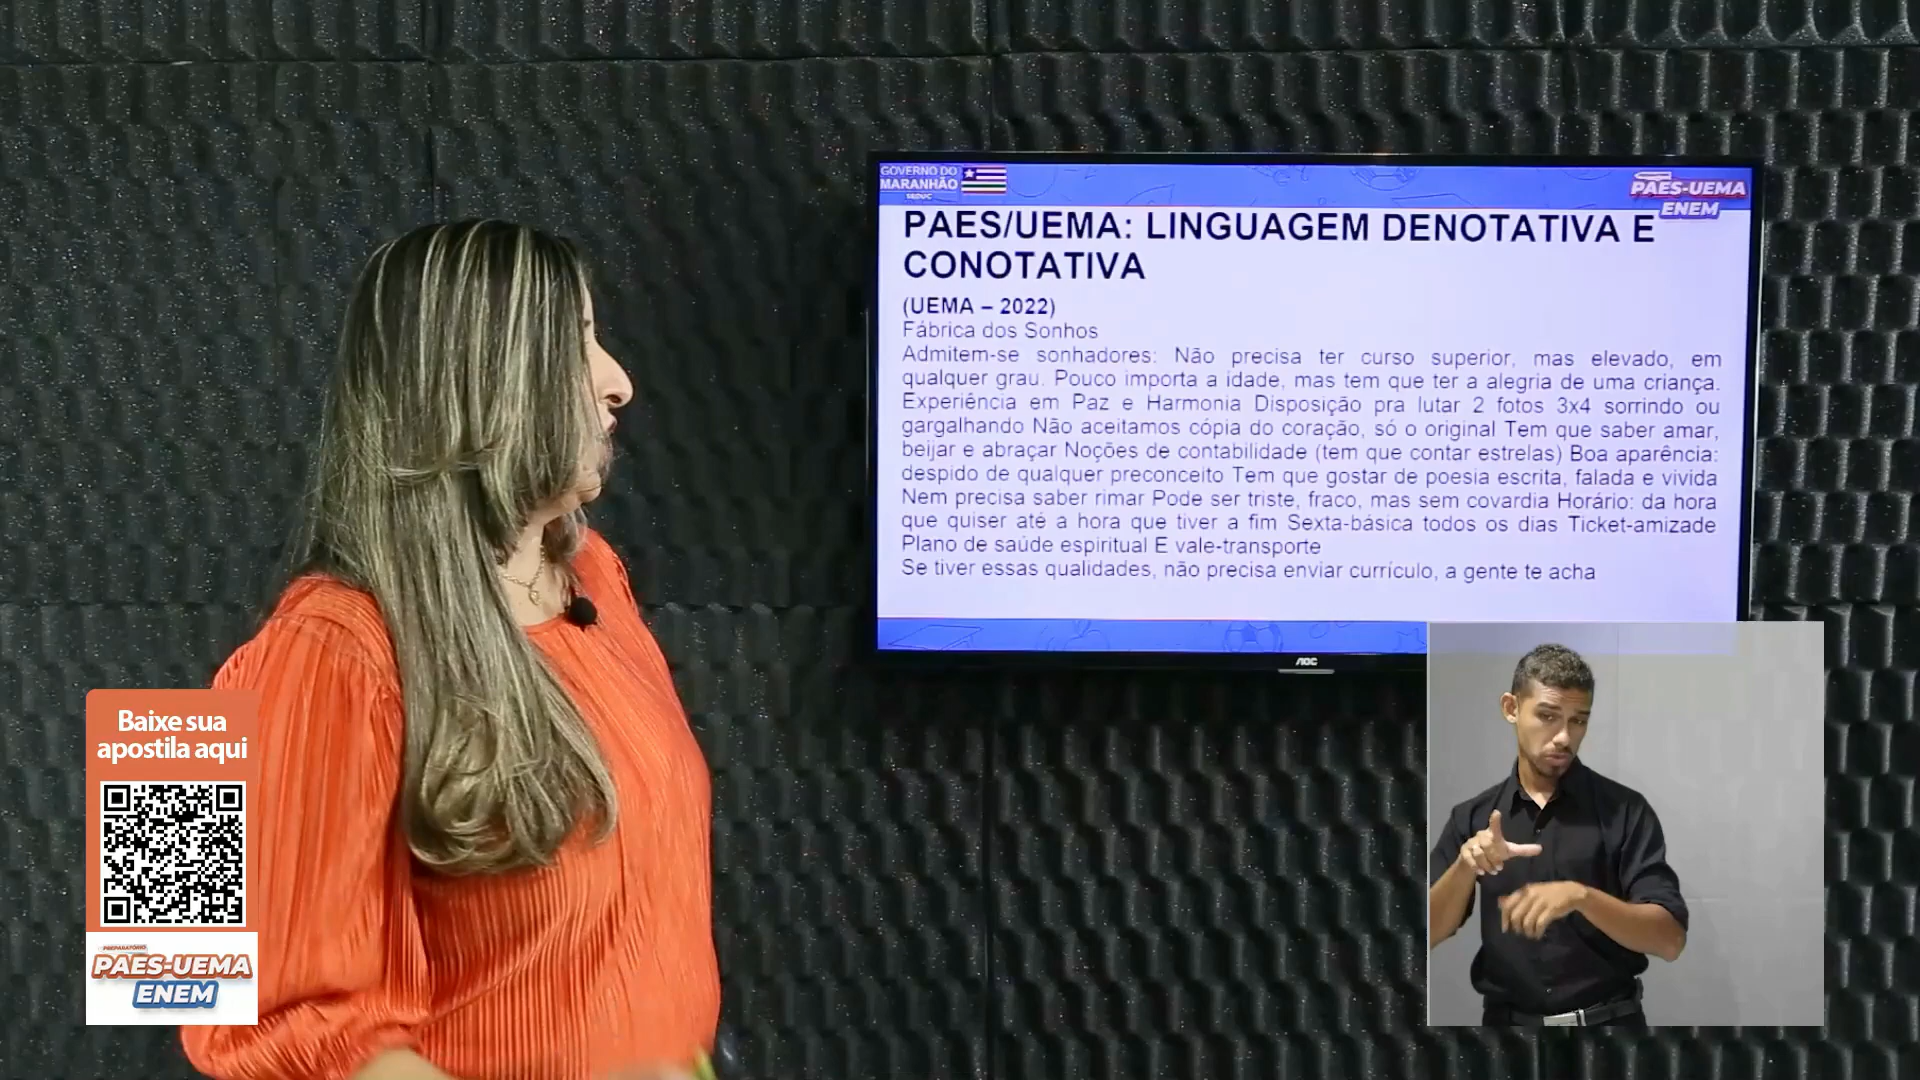 GOVERNO DO
MARANHÃO
SEDUC
PAES-UEMA
ENEM
PAES/UEMA: LINGUAGEM DENOTATIVA E
CONOTATIVA
(UEMA – 2022)
Fábrica dos Sonhos
Admitem-se sonhadores: Não precisa ter curso superior, mas elevado, em
qualquer grau. Pouco importa a idade, mas tem que ter a alegria de uma criança.
Experiência em Paz e Harmonia Disposição pra lutar 2 fotos 3x4 sorrindo ou
gargalhando Não aceitamos cópia do coração, só o original Tem que saber amar,
beijar e abraçar Noções de contabilidade (tem que contar estrelas) Boa aparência:
despido de qualquer preconceito Tem que gostar de poesia escrita, falada e vivida
Nem precisa saber rimar Pode ser triste, fraco, mas sem covardia Horário: da hora
que quiser até a hora que tiver a fim Sexta-básica todos os dias Ticket-amizade
Plano de saúde espiritual E vale-transporte
Se tiver essas qualidades, não precisa enviar currículo, a gente te acha
AOC
Baixe sua
apostila aqui
PREPARATÓRIO
PAES-UEMA
ENEM